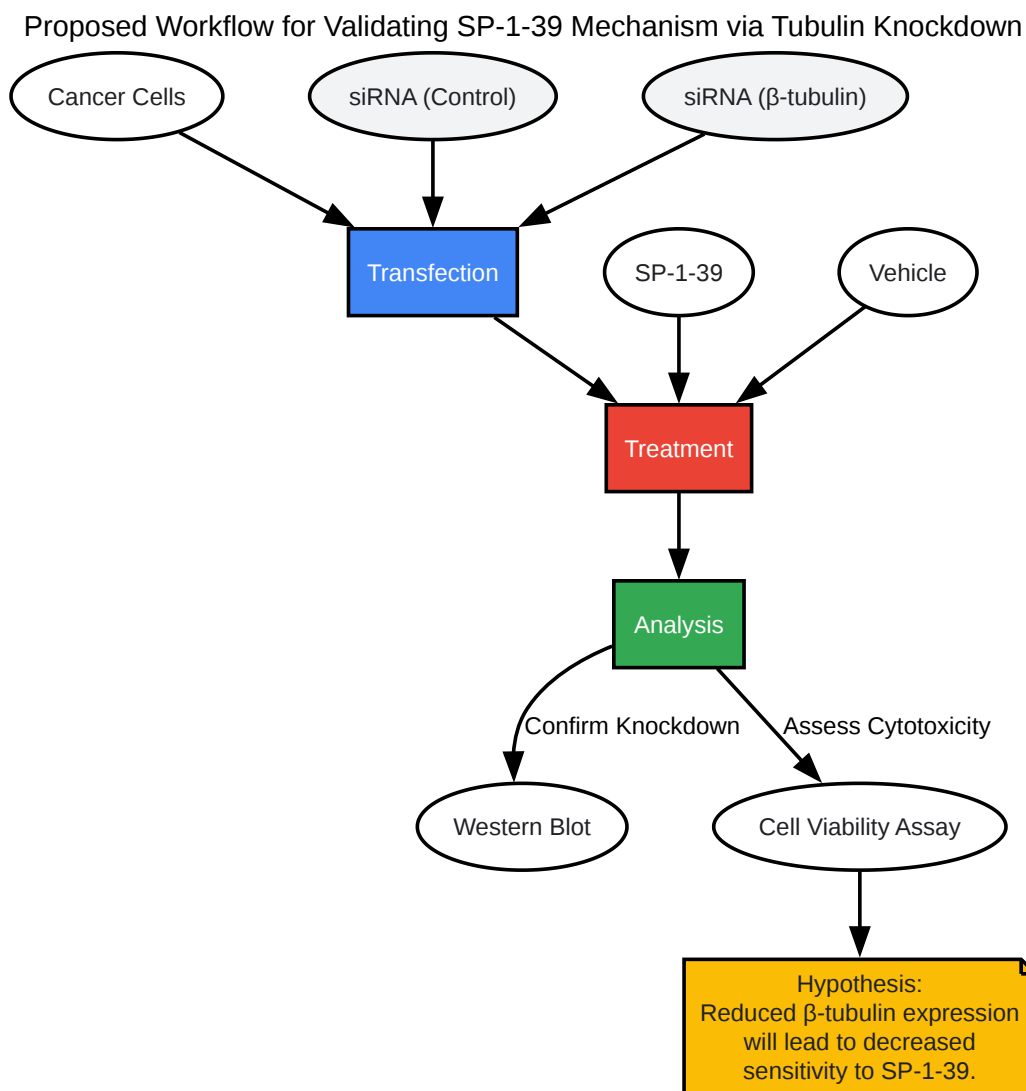 Proposed Workflow for Validating SP-1-39 Mechanism via Tubulin Knockdown
Cancer Cells
siRNA (Control)
siRNA (β-tubulin)
Transfection
SP-1-39
Vehicle
Treatment
Analysis
Confirm Knockdown
Assess Cytotoxicity
Western Blot
Cell Viability Assay
Hypothesis:
Reduced β-tubulin expression
will lead to decreased
sensitivity to SP-1-39.